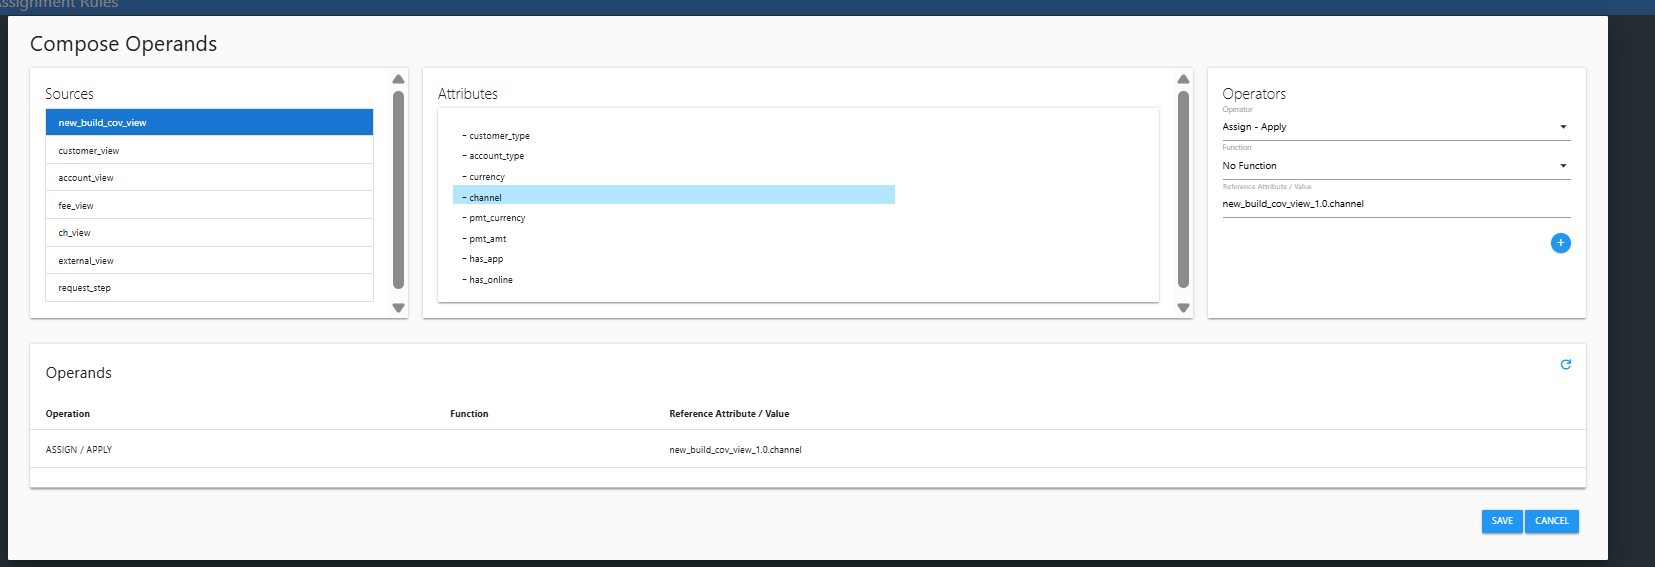 Assignment Rules
Compose Operands
Sources
new_build_cov_view
customer_view
account_view
fee_view
ch_view
external_view
request_step
Attributes
- customer_type
- account_type
- currency
- channel
- pmt_currency
- pmt_amt
- has_app
- has_online
Operators
Operator
Assign - Apply
Function
No Function
Reference Attribute / Value
new_build_cov_view_1.0.channel
+
Operands
Operation Function Reference Attribute / Value
ASSIGN / APPLY new_build_cov_view_1.0.channel
SAVE CANCEL